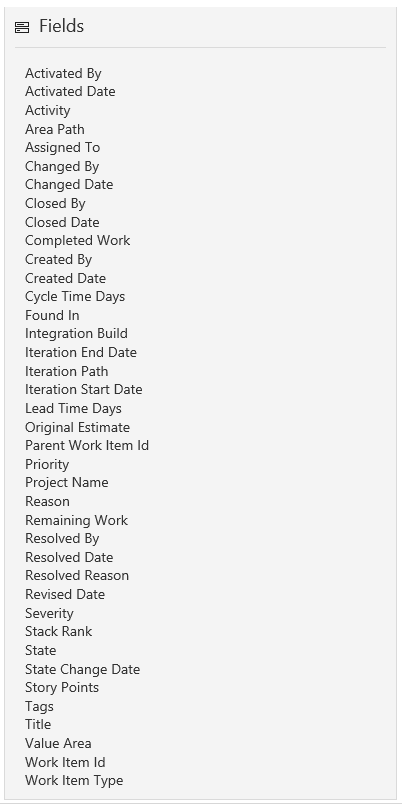 Fields
Activated By
Activated Date
Activity
Area Path
Assigned To
Changed By
Changed Date
Closed By
Closed Date
Completed Work
Created By
Created Date
Cycle Time Days
Found In
Integration Build
Iteration End Date
Iteration Path
Iteration Start Date
Lead Time Days
Original Estimate
Parent Work Item Id
Priority
Project Name
Reason
Remaining Work
Resolved By
Resolved Date
Resolved Reason
Revised Date
Severity
Stack Rank
State
State Change Date
Story Points
Tags
Title
Value Area
Work Item Id
Work Item Type